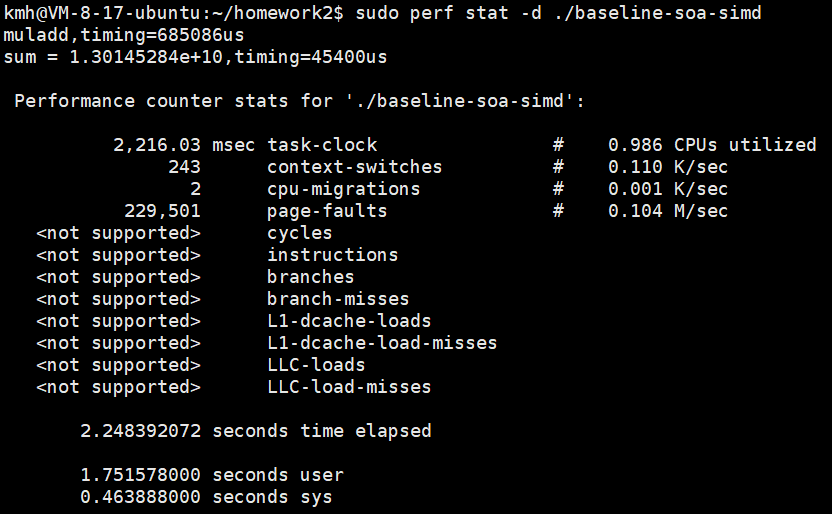 kmh@VM-8-17-ubuntu:~/homework2$ sudo perf stat -d ./baseline-soa-simd
muladd,timing=685086us
sum = 1.30145284e+10,timing=45400us
Performance counter stats for './baseline-soa-simd':
2,216.03 msec task-clock # 0.986 CPUs utilized
243 context-switches # 0.110 K/sec
2 cpu-migrations # 0.001 K/sec
229,501 page-faults # 0.104 M/sec
<not supported> cycles
<not supported> instructions
<not supported> branches
<not supported> branch-misses
<not supported> L1-dcache-loads
<not supported> L1-dcache-load-misses
<not supported> LLC-loads
<not supported> LLC-load-misses
2.248392072 seconds time elapsed
1.751578000 seconds user
0.463888000 seconds sys